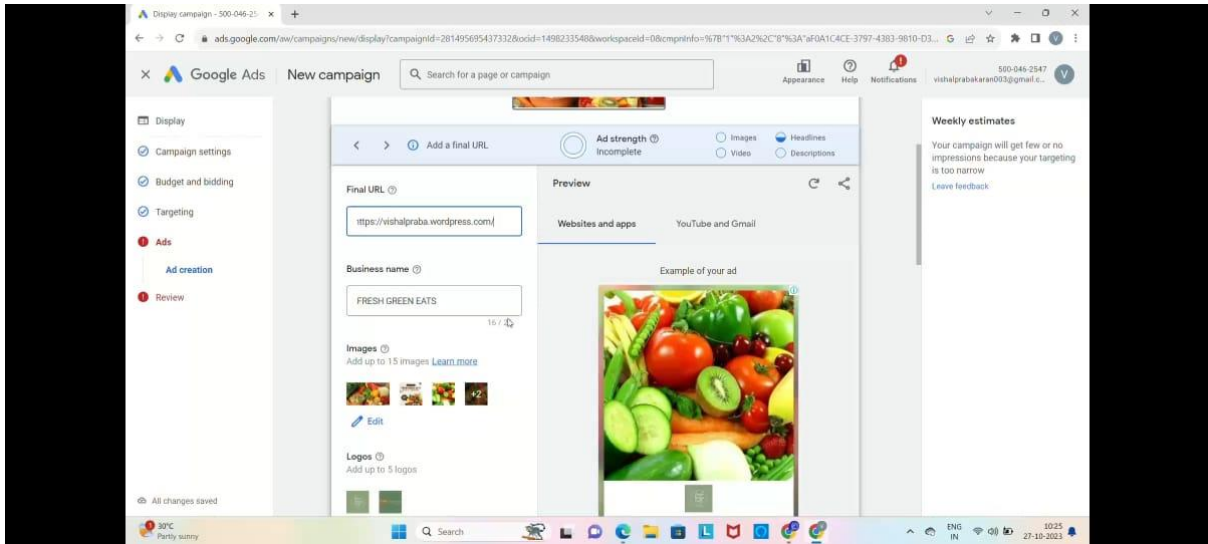 Display campaign - 500-046-25
ads.google.com/aw/campaigns/new/display?campaignId=281495695437332&ocid=1498233548&workspaceId=0&cmpnInfo=%7B"1"%3A2%2C"8"%3A"aF0A1C4CE-3797-4383-9810-D3...
Google Ads
New campaign
Search for a page or campaign
Appearance
Help
Notifications
500-046-2547
vishalprabakaran003@gmail.c...
V
Display
Campaign settings
Budget and bidding
Targeting
Ads
Ad creation
Review
All changes saved
Add a final URL
Ad strength
Incomplete
Images
Headlines
Video
Descriptions
Final URL
https://vishalpraba.wordpress.com/
Business name
FRESH GREEN EATS
16 /
Images
Add up to 15 images Learn more
+2
Edit
Logos
Add up to 5 logos
Preview
Websites and apps
YouTube and Gmail
Example of your ad
Weekly estimates
Your campaign will get few or no
impressions because your targeting
is too narrow
Leave feedback
30°C
Partly sunny
Search
ENG
IN
10:25
27-10-2023